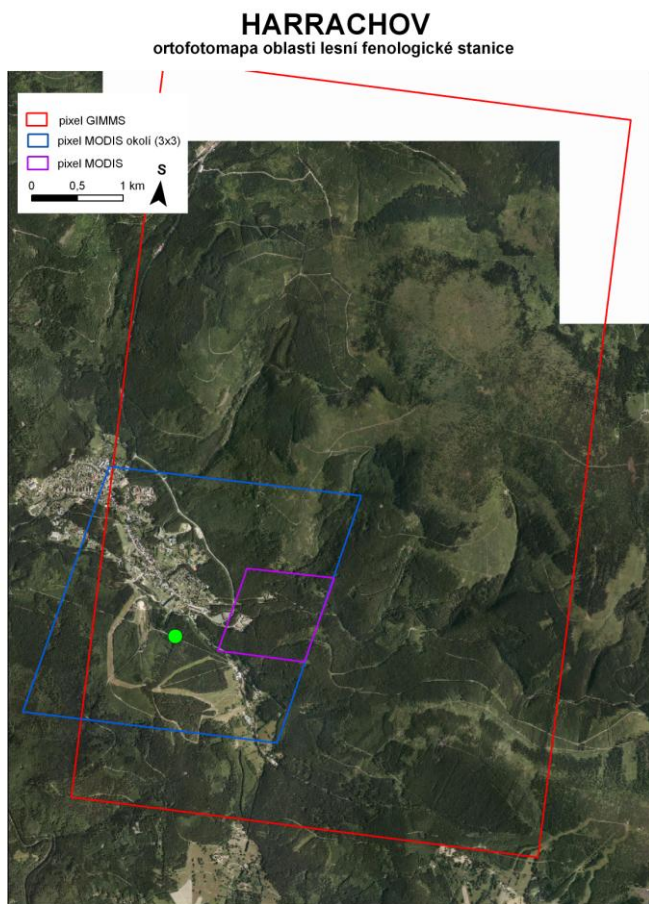 HARRACHOV
ortofotomapa oblasti lesní fenologické stanice
pixel GIMMS
pixel MODIS okolí (3x3)
pixel MODIS
S
0 0,5 1 km